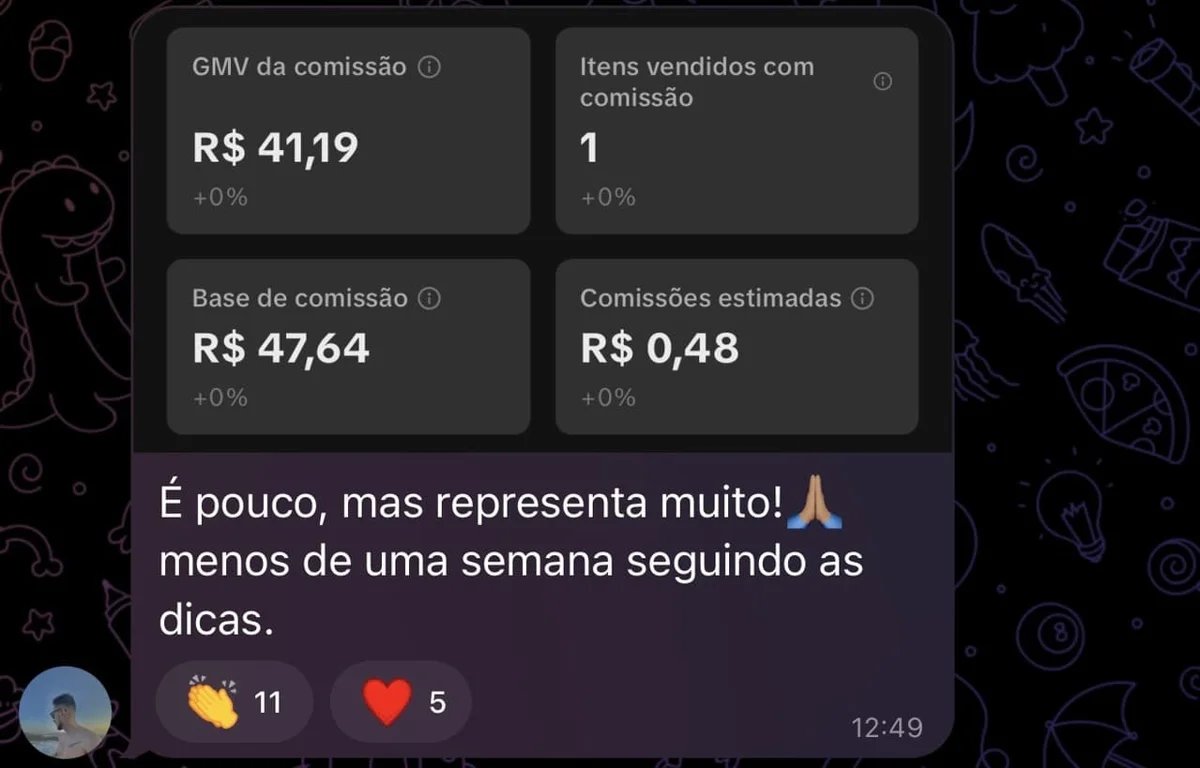 GMV da comissão
R$ 41,19
+0%
Itens vendidos com
comissão
1
+0%
Base de comissão
R$ 47,64
+0%
Comissões estimadas
R$ 0,48
+0%
É pouco, mas representa muito!🙏🏽
menos de uma semana seguindo as
dicas.
👏 11
❤️ 5
12:49
8